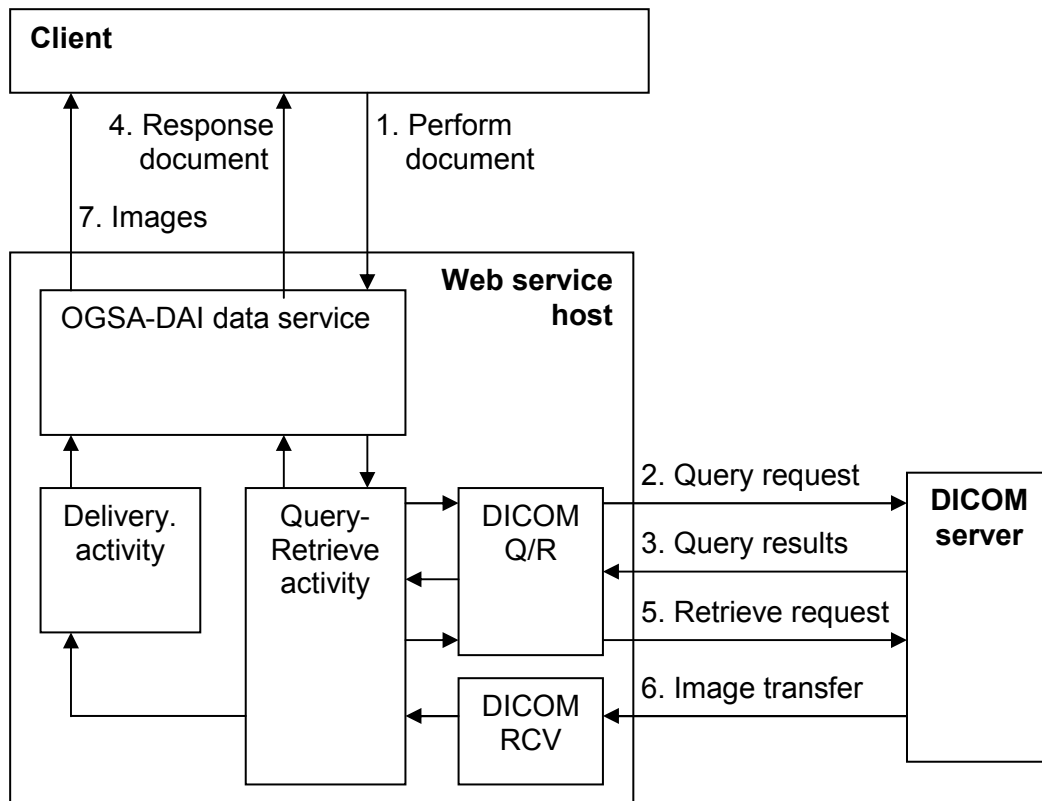 Client
4. Response
document
1. Perform
document
7. Images
Web service
host
OGSA-DAI data service
2. Query request
Delivery.
activity
Query-
Retrieve
activity
DICOM
Q/R
DICOM
server
3. Query results
5. Retrieve request
6. Image transfer
DICOM
RCV